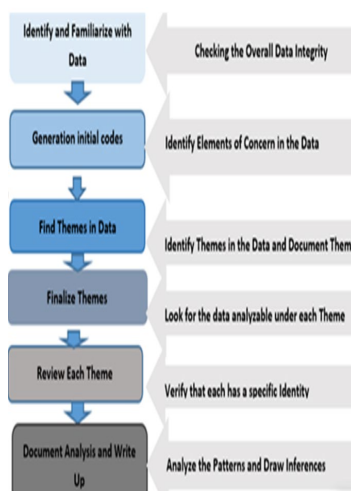 Identify and Familiarize with
Data
Checking the Overall Data Integrity
Generation initial codes
Identify Elements of Concern in the Data
Find Themes in Data
Identify Themes in the Data and Document Them
Finalize Themes
Look for the data analyzable under each Theme
Review Each Theme
Verify that each has a specific Identity
Document Analysis and Write
Up
Analyze the Patterns and Draw Inferences